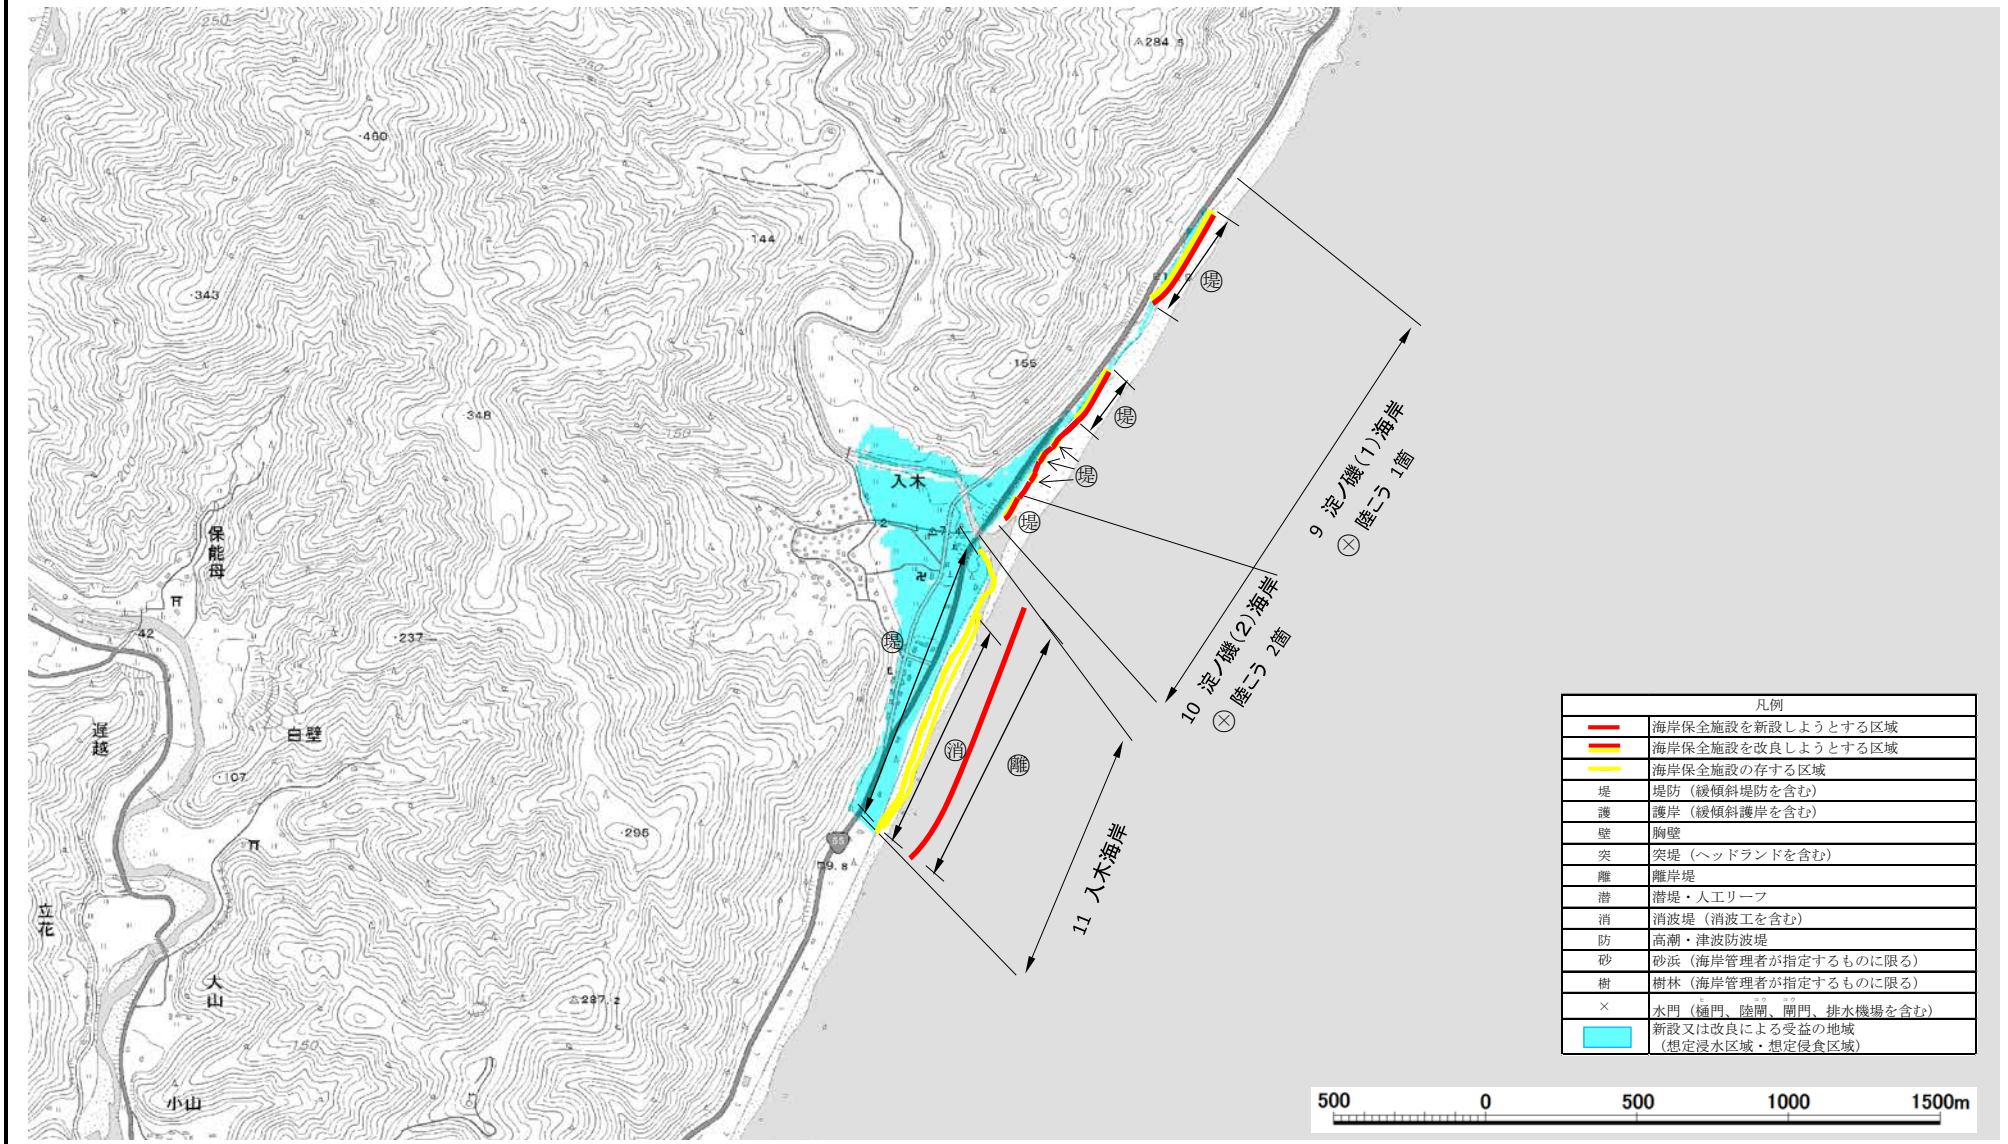 250
100
△284.5
250
・460
144
・343
堤
・155
堤
・348
150
200
入木
堤
堤
9 淀ノ磯(1)海岸
⊗ 陸こう 1箇
保能母
2
卍
42
・237
堤
10 淀ノ磯(2)海岸
⊗ 陸こう 2箇
遅越
白壁
消
離
・107
・295
55
9.8
11 入木海岸
立花
大山
△287.2
150
小山
凡例
海岸保全施設を新設しようとする区域
海岸保全施設を改良しようとする区域
海岸保全施設の存する区域
堤 堤防（緩傾斜堤防を含む）
護 護岸（緩傾斜護岸を含む）
壁 胸壁
突 突堤（ヘッドランドを含む）
離 離岸堤
潜 潜堤・人工リーフ
消 消波堤（消波工を含む）
防 高潮・津波防波堤
砂 砂浜（海岸管理者が指定するものに限る）
樹 樹林（海岸管理者が指定するものに限る）
ヒ コウ コウ
× 水門（樋門、陸閘、閘門、排水機場を含む）
新設又は改良による受益の地域
（想定浸水区域・想定侵食区域）
500 0 500 1000 1500m